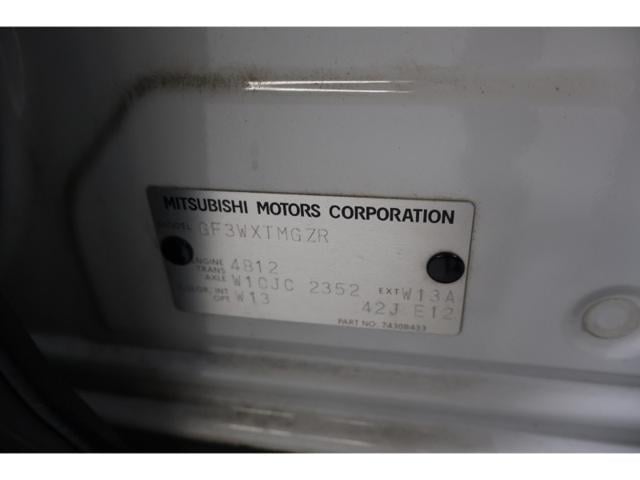 MITSUBISHI MOTORS CORPORATION
MODEL GF3WXTMGZR
ENGINE 4B12
TRANS AXLE W1CJC 2352 EXT W13A
COLOR, INT OPT W13 42J E12
PART NO. 7430B433